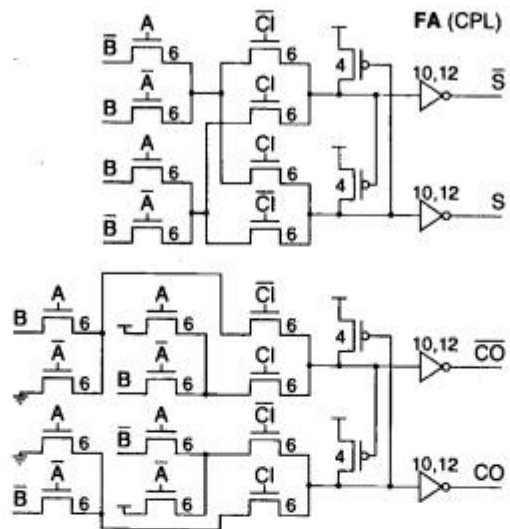 A C̅I̅ FA (CPL)
B̅ 6 6 4 10,12 S̅
A̅ CI
B 6 6
A CI
B 6 6 4 10,12 S
A̅ C̅I̅
B̅ 6 6
A A C̅I̅
B 6 6 6 4 10,12 C̅O̅
A̅ A̅ CI
6 B 6 6
A A C̅I̅
6 B̅ 6 6 4 10,12 CO
A̅ A̅ CI
B̅ 6 6 6